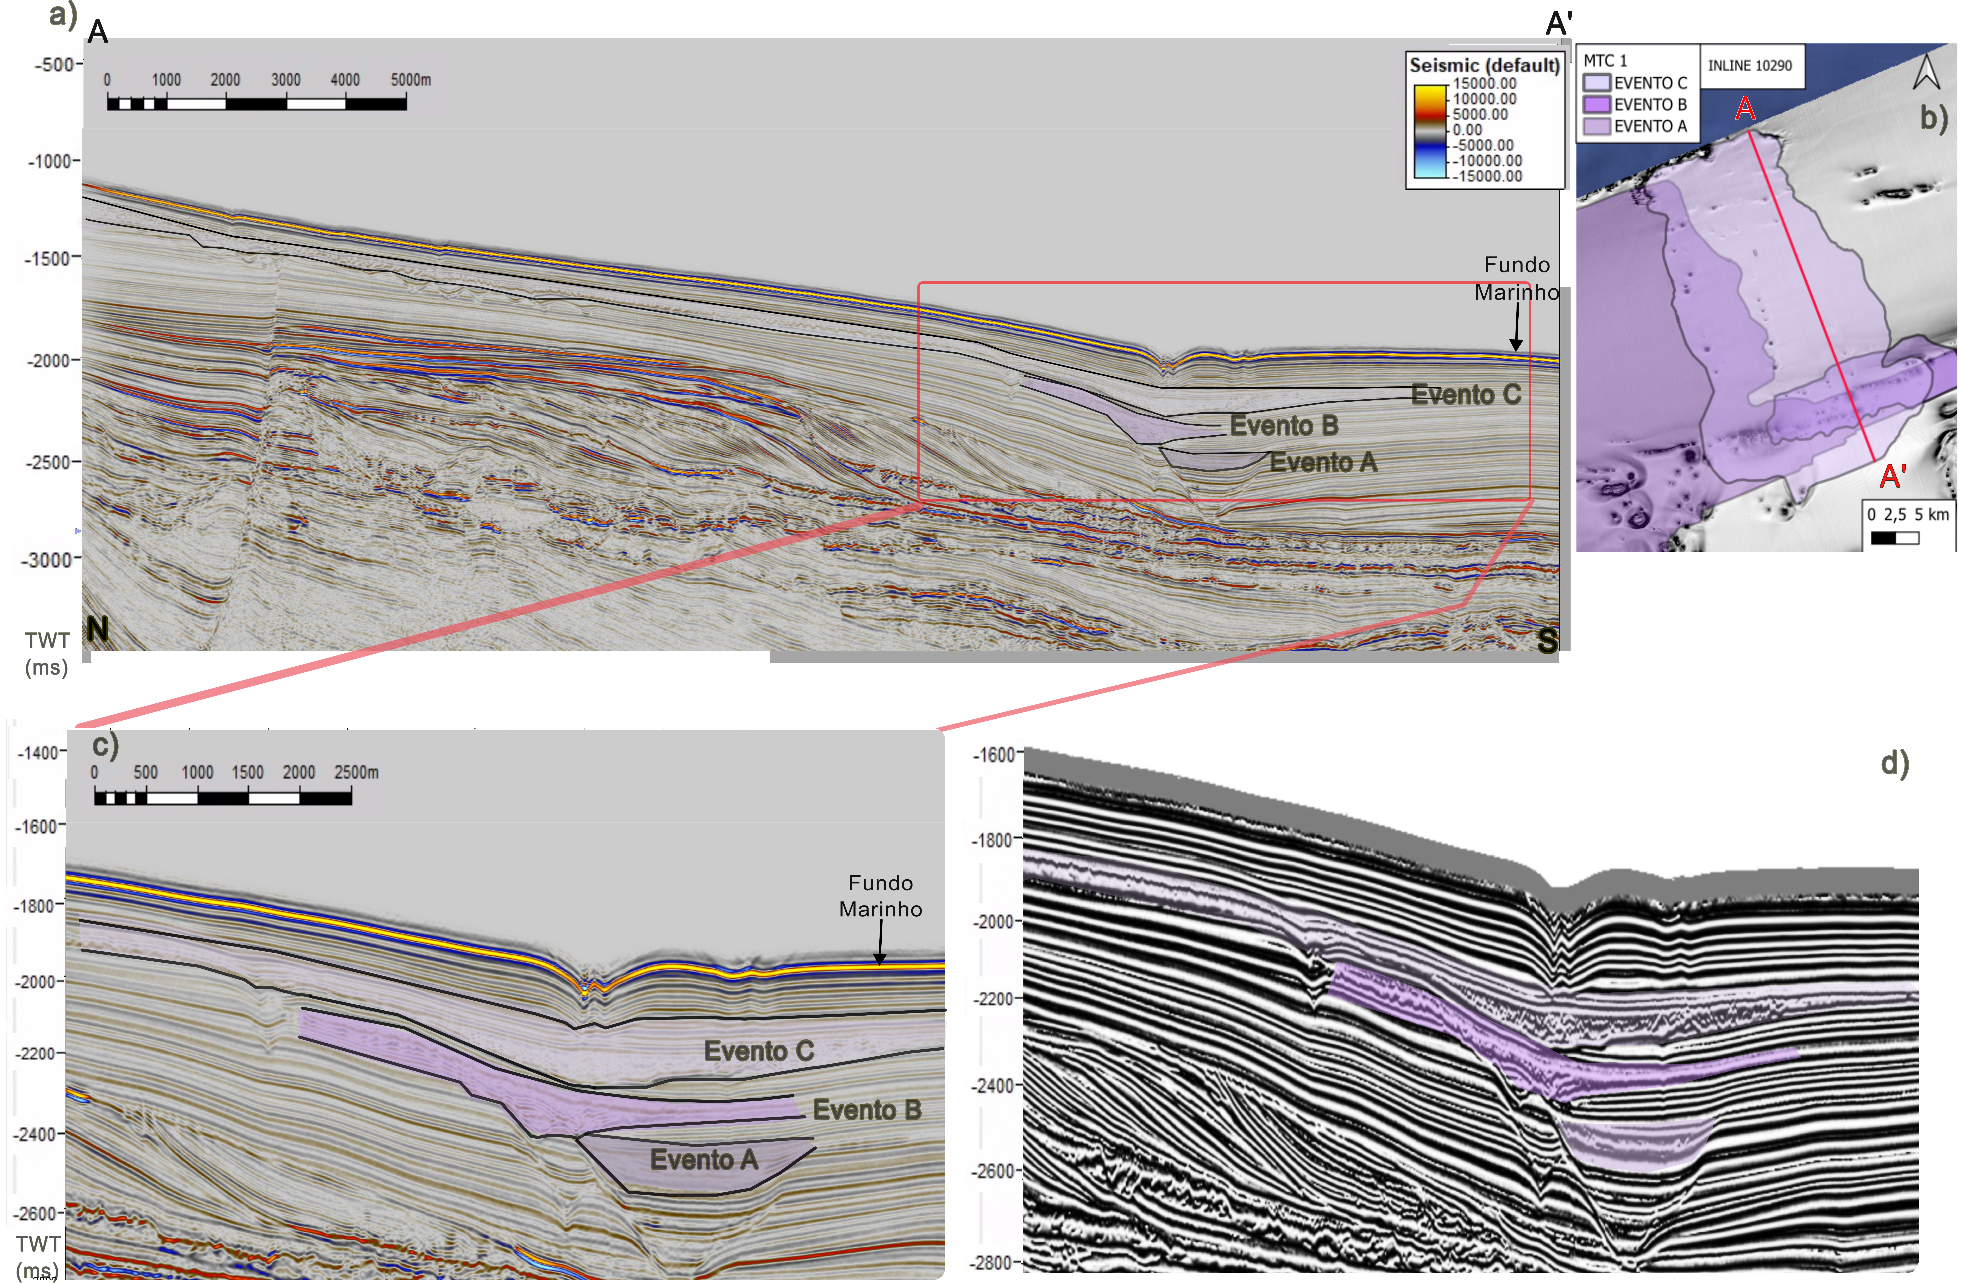 a)
A
A'
-500
-1000
-1500
-2000
-2500
-3000
TWT
(ms)
0 1000 2000 3000 4000 5000m
Seismic (default)
15000.00
10000.00
5000.00
0.00
-5000.00
-10000.00
-15000.00
Fundo
Marinho
Evento C
Evento B
Evento A
N
S
MTC 1
EVENTO C
EVENTO B
EVENTO A
INLINE 10290
b)
A
A'
0 2,5 5 km
c)
0 500 1000 1500 2000 2500m
-1400
-1600
-1800
-2000
-2200
-2400
-2600
TWT
(ms)
Fundo
Marinho
Evento C
Evento B
Evento A
d)
-1600
-1800
-2000
-2200
-2400
-2600
-2800